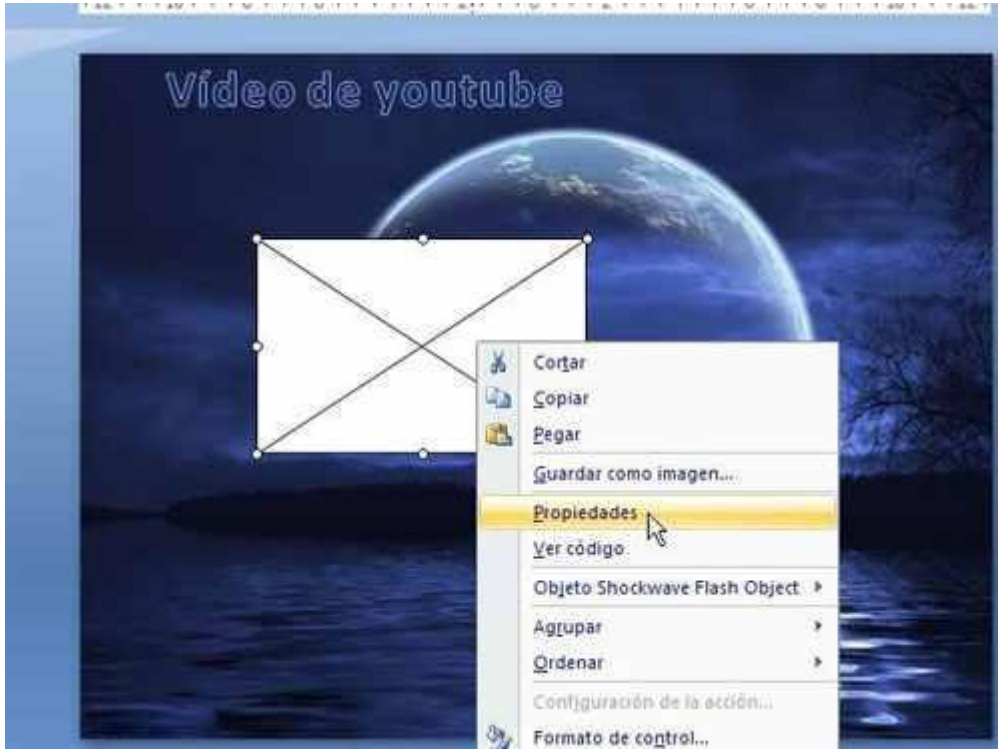 Vídeo de youtube
Cortar
Copiar
Pegar
Guardar como imagen...
Propiedades
Ver código
Objeto Shockwave Flash Object
Agrupar
Ordenar
Configuración de la acción...
Formato de control...